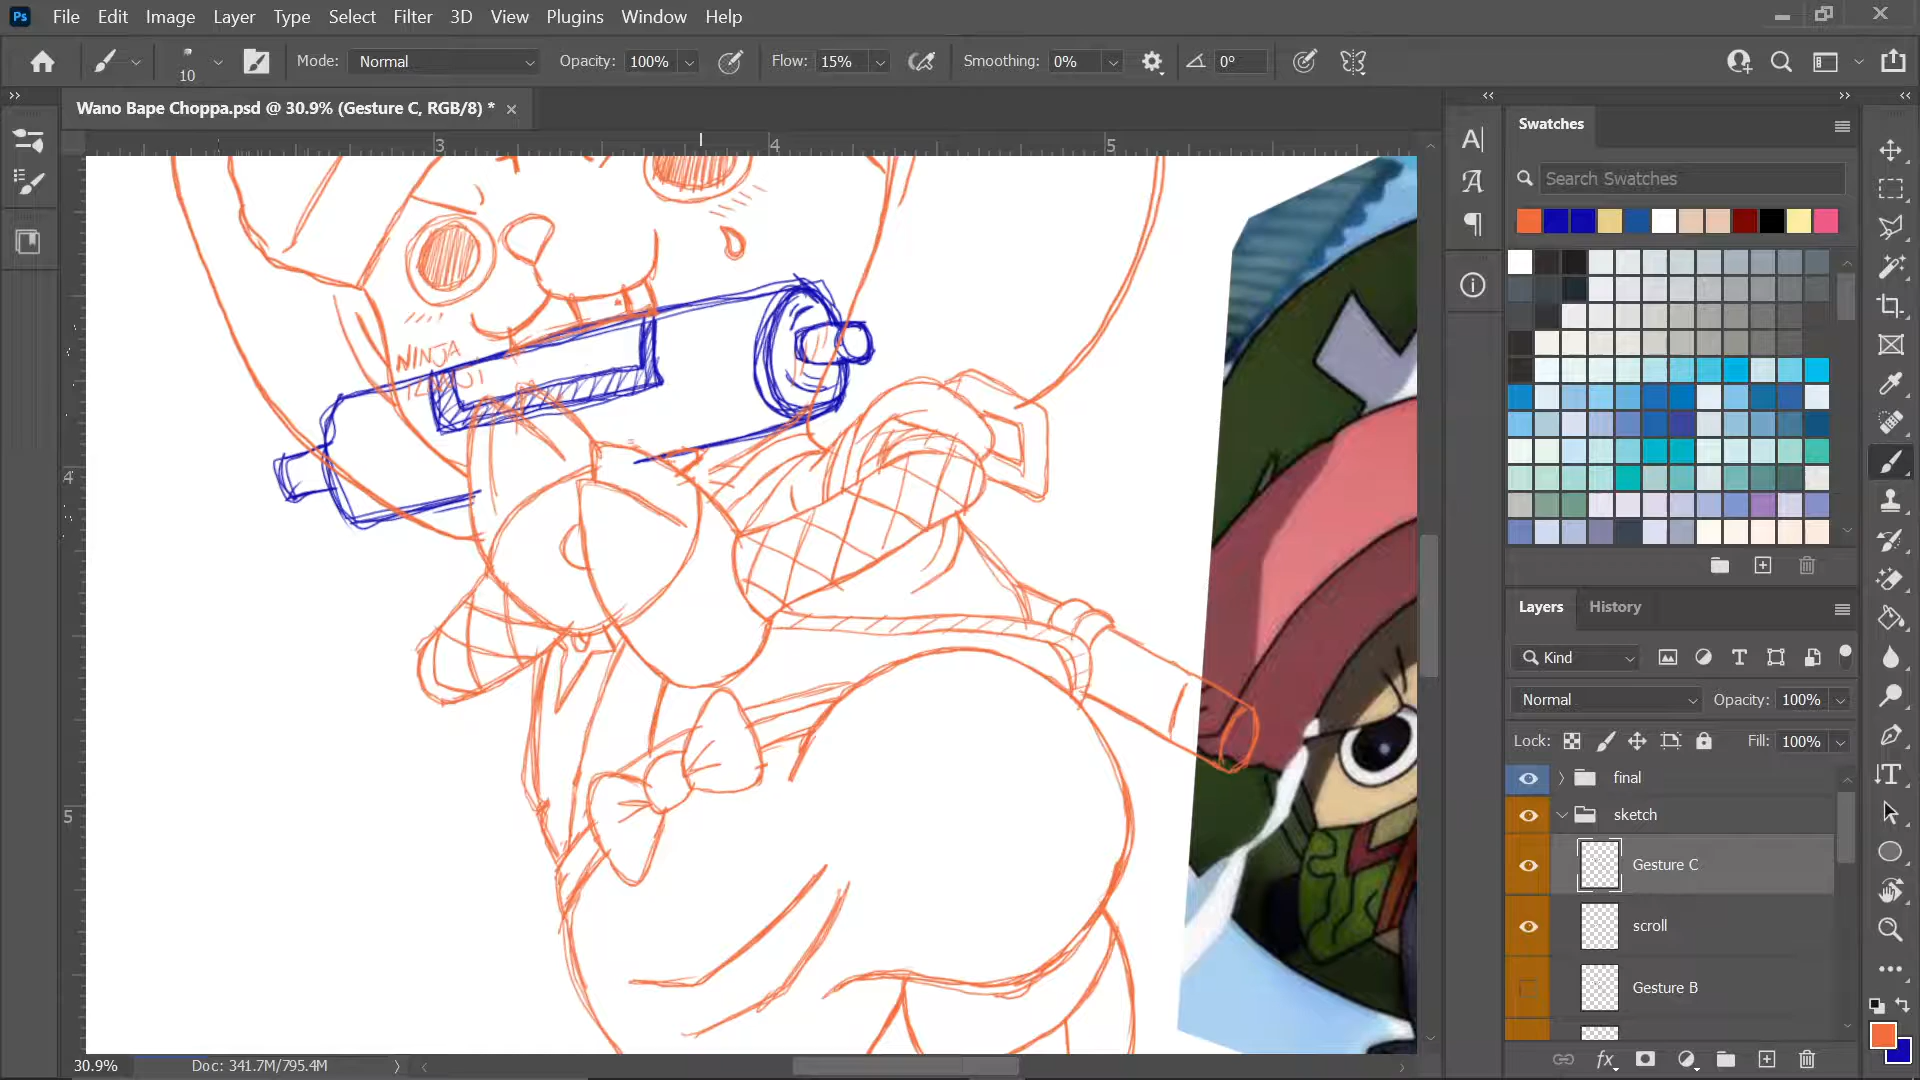 Ps File Edit Image Layer Type Select Filter 3D View Plugins Window Help
10 Mode: Normal Opacity: 100% Flow: 15% Smoothing: 0% 0°
Wano Bape Choppa.psd @ 30.9% (Gesture C, RGB/8) *
3 4 5
4
5
NINJA
Swatches
Search Swatches
Layers History
Kind
Normal Opacity: 100%
Lock: Fill: 100%
final
sketch
Gesture C
scroll
Gesture B
30.9% Doc: 341.7M/795.4M